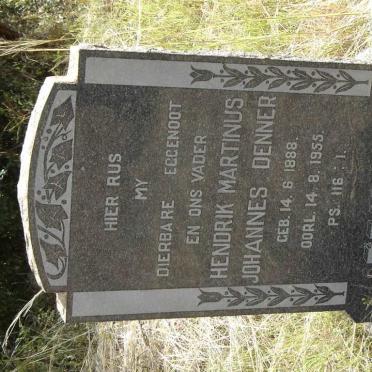 HIER RUS
MY
DIERBARE EGGENOOT
EN ONS VADER
HENDRIK MARTINUS
JOHANNES DENNER
GEB. 14.6.1888.
OORL. 14.8.1955.
PS. 116:1.